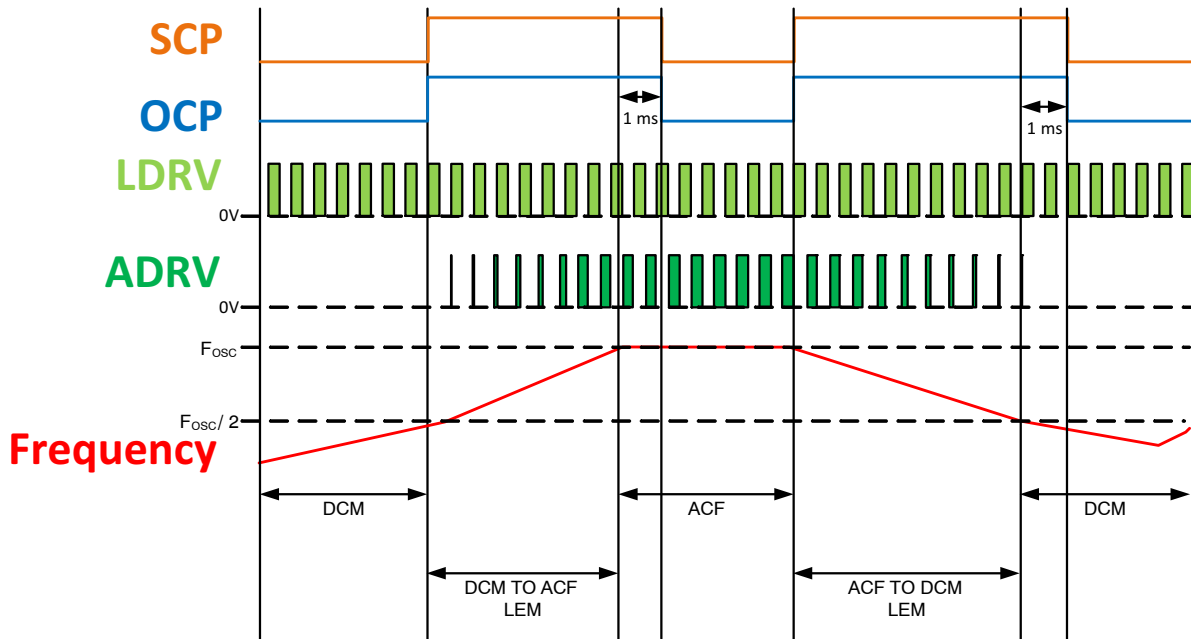 SCP
OCP
1 ms
1 ms
LDRV
0V
ADRV
0V
FOSC
FOSC/ 2
Frequency
DCM
ACF
DCM
DCM TO ACF
LEM
ACF TO DCM
LEM